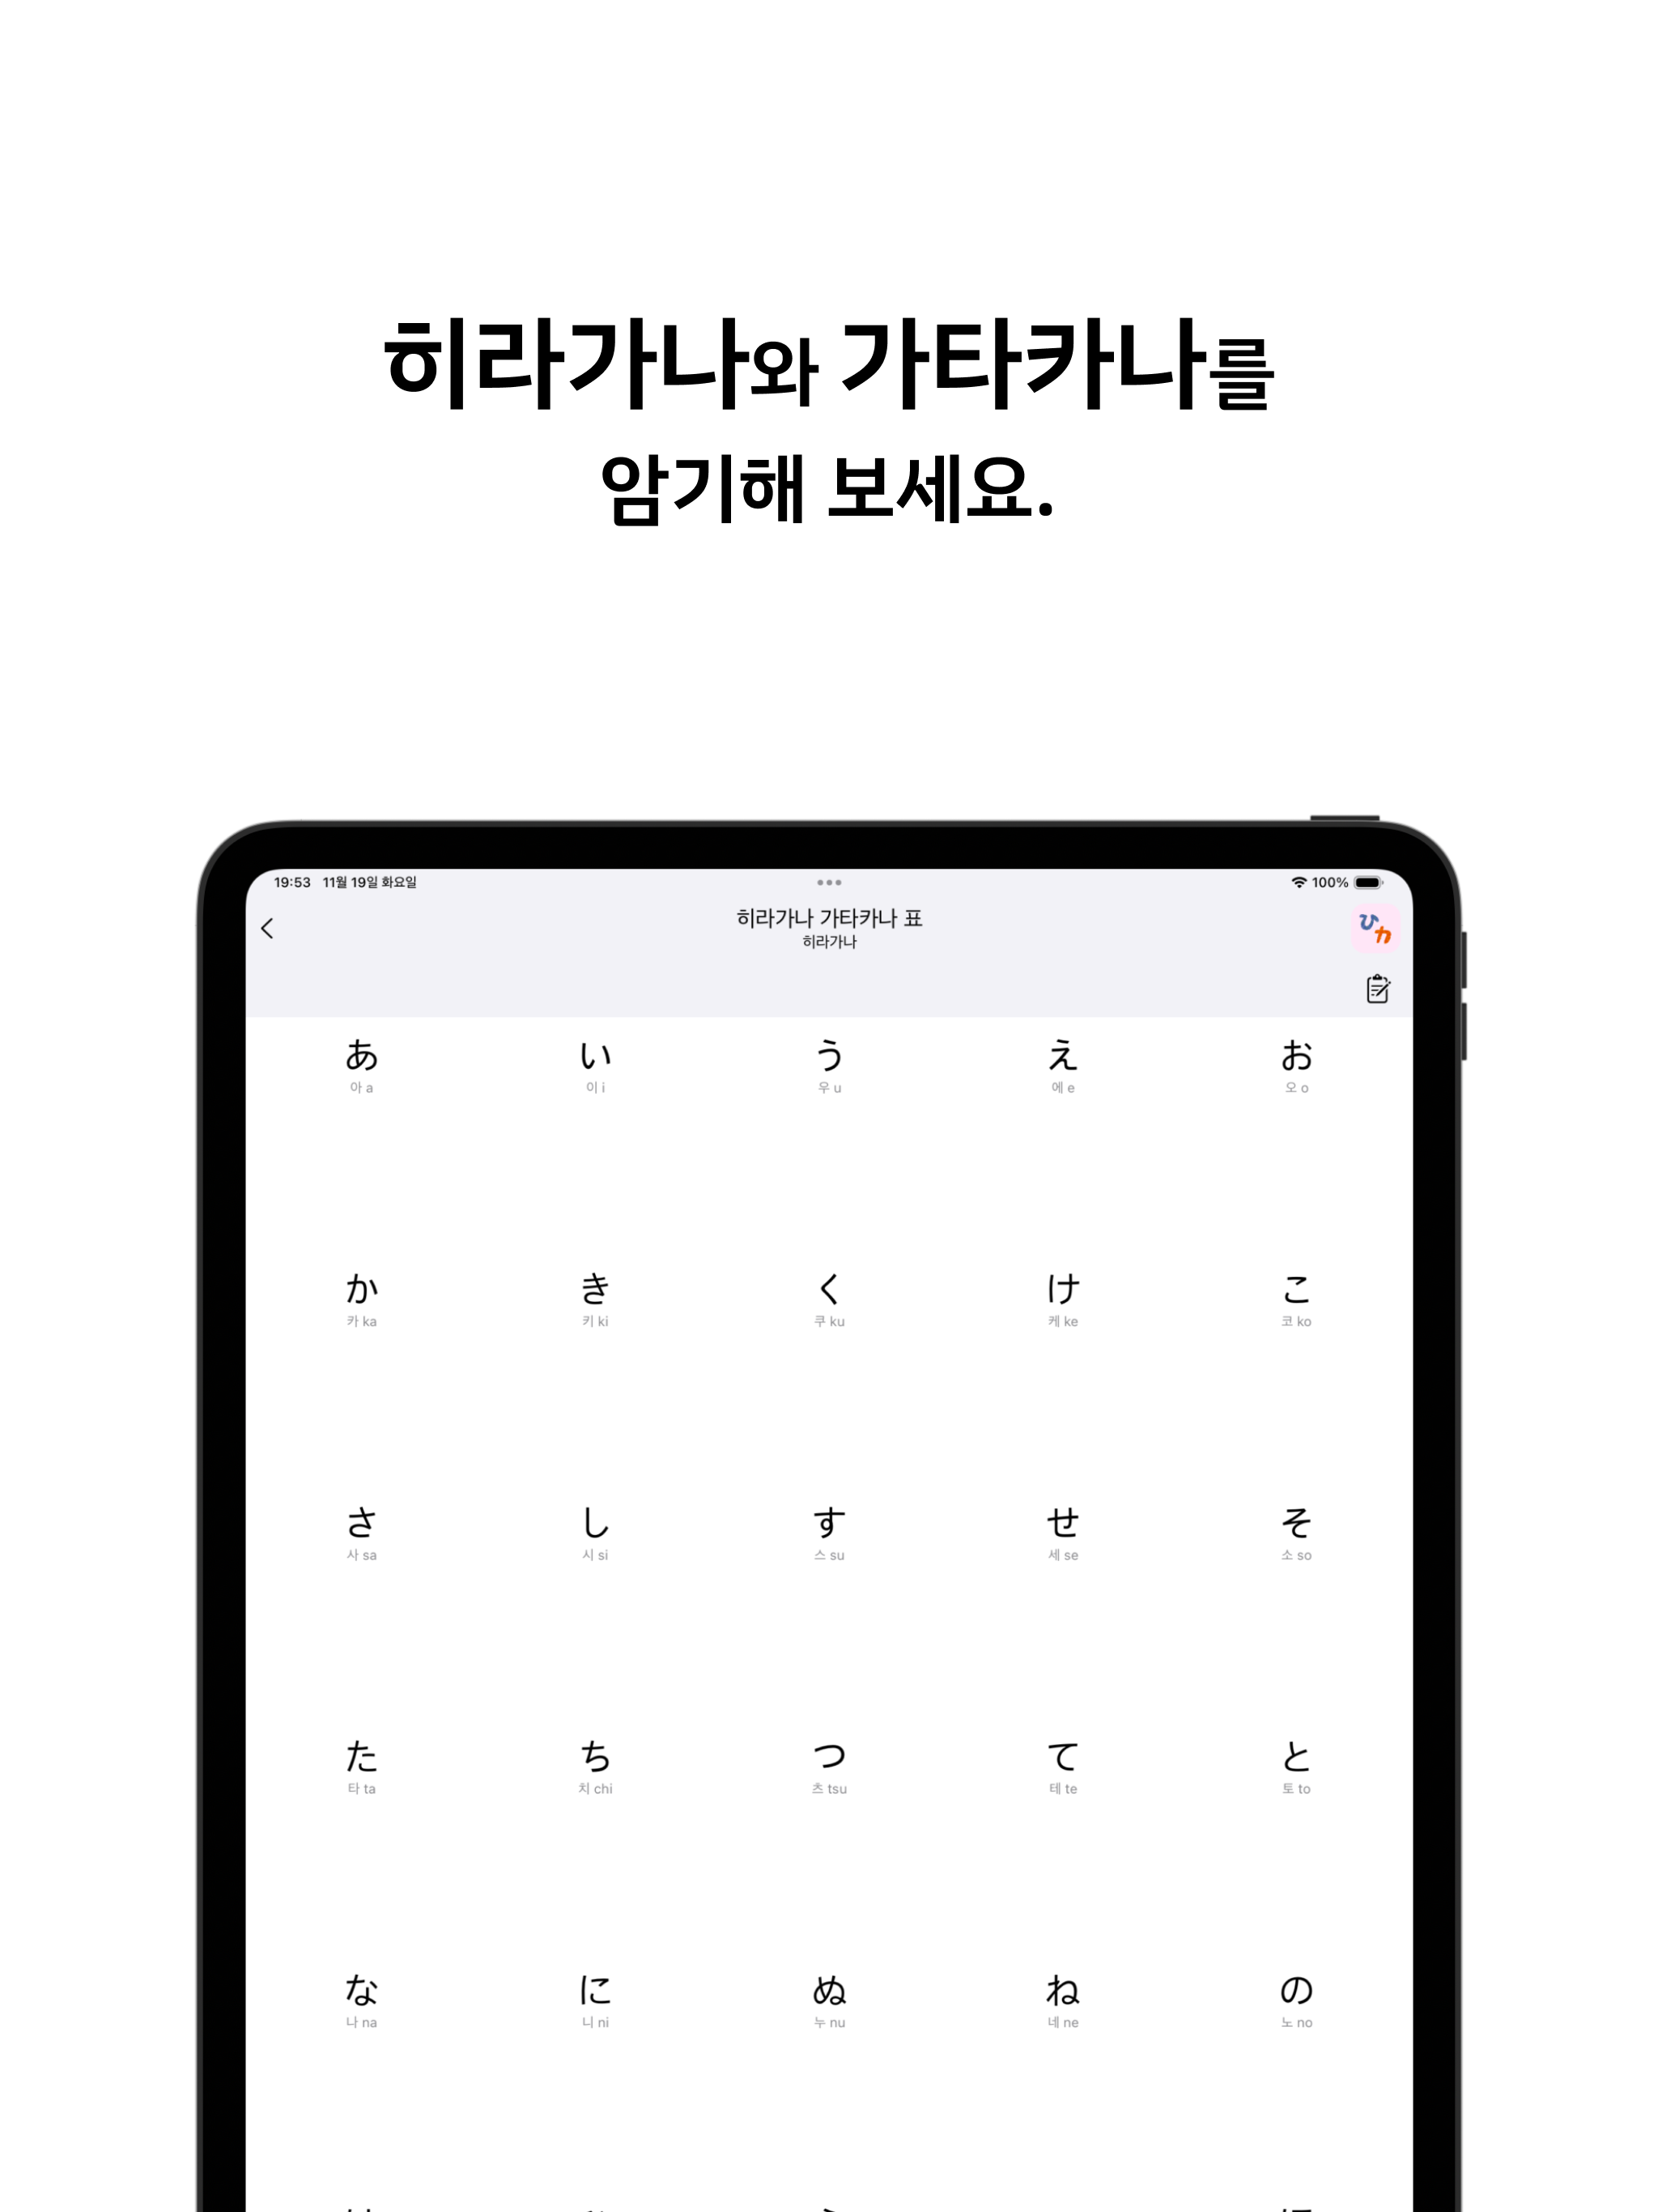 히라가나와 가타카나를
암기해 보세요.
19:53 11월 19일 화요일 100%
히라가나 가타카나 표
히라가나
ひカ
あ い う え お
아 a 이 i 우 u 에 e 오 o
か き く け こ
카 ka 키 ki 쿠 ku 케 ke 코 ko
さ し す せ そ
사 sa 시 si 스 su 세 se 소 so
た ち つ て と
타 ta 치 chi 츠 tsu 테 te 토 to
な に ぬ ね の
나 na 니 ni 누 nu 네 ne 노 no